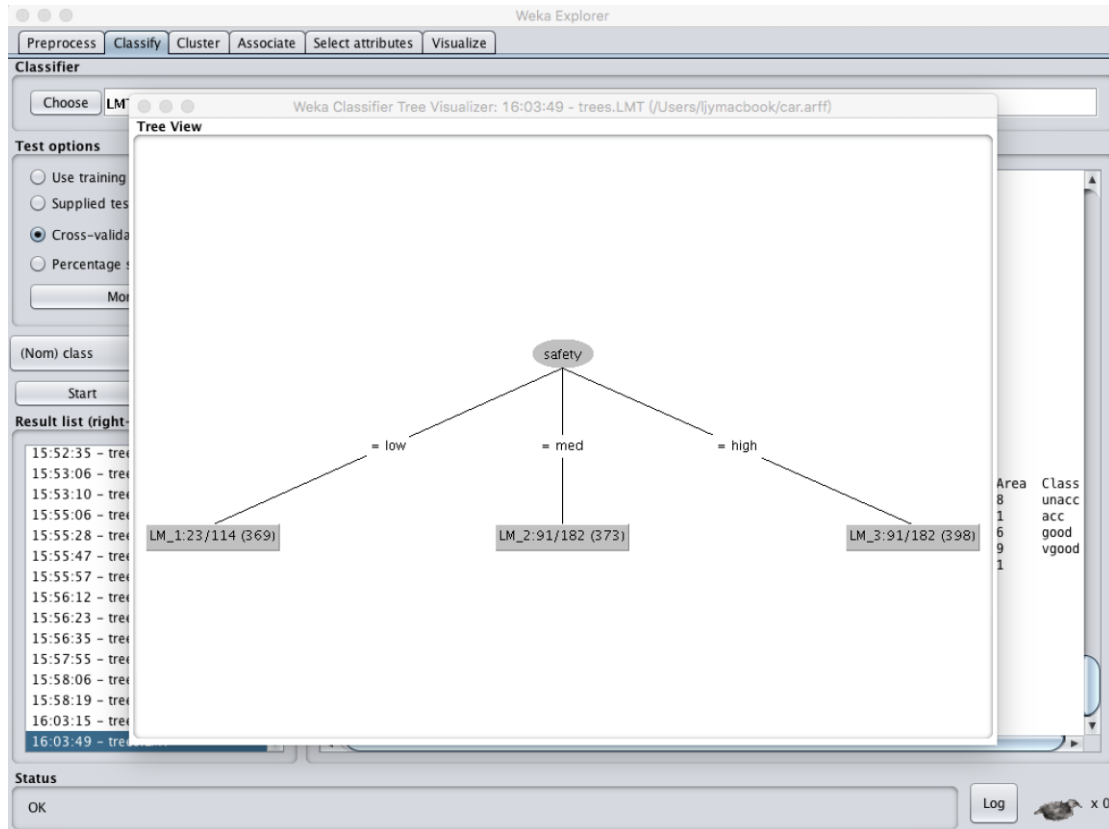 Weka Explorer
Preprocess Classify Cluster Associate Select attributes Visualize
Classifier
Choose LMT
Weka Classifier Tree Visualizer: 16:03:49 - trees.LMT (/Users/ljymacbook/car.arff)
Tree View
Test options
Use training
Supplied tes
Cross-valida
Percentage s
Mor
(Nom) class
Start
Result list (right-
15:52:35 - tree
15:53:06 - tree
15:53:10 - tree
15:55:06 - tree
15:55:28 - tree
15:55:47 - tree
15:55:57 - tree
15:56:12 - tree
15:56:23 - tree
15:56:35 - tree
15:57:55 - tree
15:58:06 - tree
15:58:19 - tree
16:03:15 - tree
16:03:49 - trees.LMT
safety
= low = med = high
LM_1:23/114 (369) LM_2:91/182 (373) LM_3:91/182 (398)
Area Class
8 unacc
1 acc
6 good
9 vgood
1
Status
OK
Log
x 0